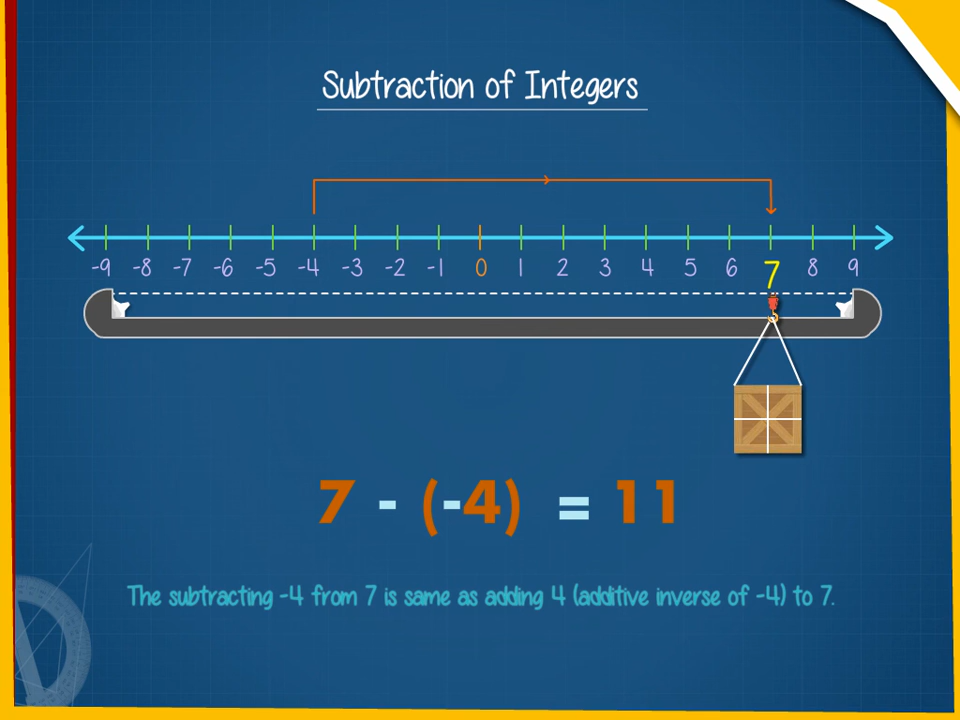 Subtraction of Integers
-9 -8 -7 -6 -5 -4 -3 -2 -1 0 1 2 3 4 5 6 7 8 9
7 - (-4) = 11
The subtracting -4 from 7 is same as adding 4 (additive inverse of -4) to 7.